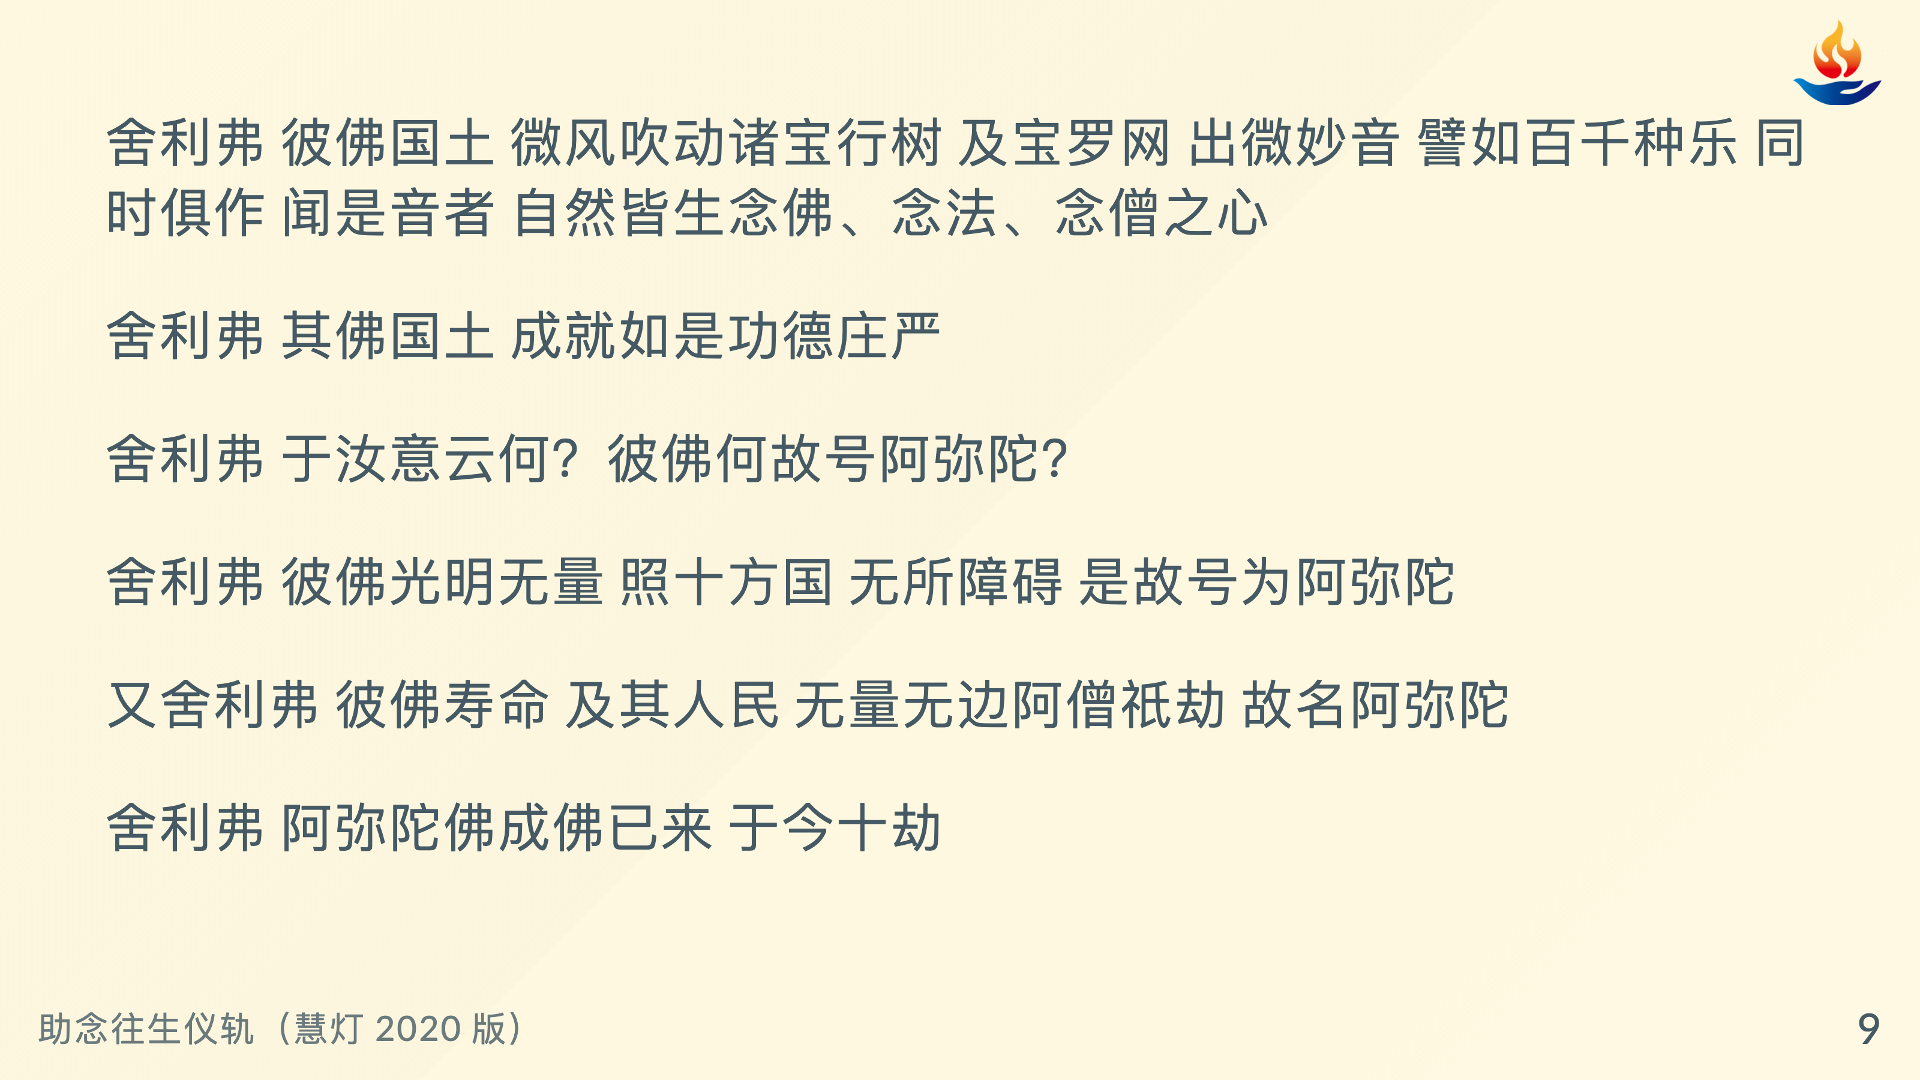 舍利弗 彼佛国土 微风吹动诸宝行树 及宝罗网 出微妙音 譬如百千种乐 同
时俱作 闻是音者 自然皆生念佛、念法、念僧之心
舍利弗 其佛国土 成就如是功德庄严
舍利弗 于汝意云何？彼佛何故号阿弥陀？
舍利弗 彼佛光明无量 照十方国 无所障碍 是故号为阿弥陀
又舍利弗 彼佛寿命 及其人民 无量无边阿僧祇劫 故名阿弥陀
舍利弗 阿弥陀佛成佛已来 于今十劫
助念往生仪轨（慧灯 2020 版）
9